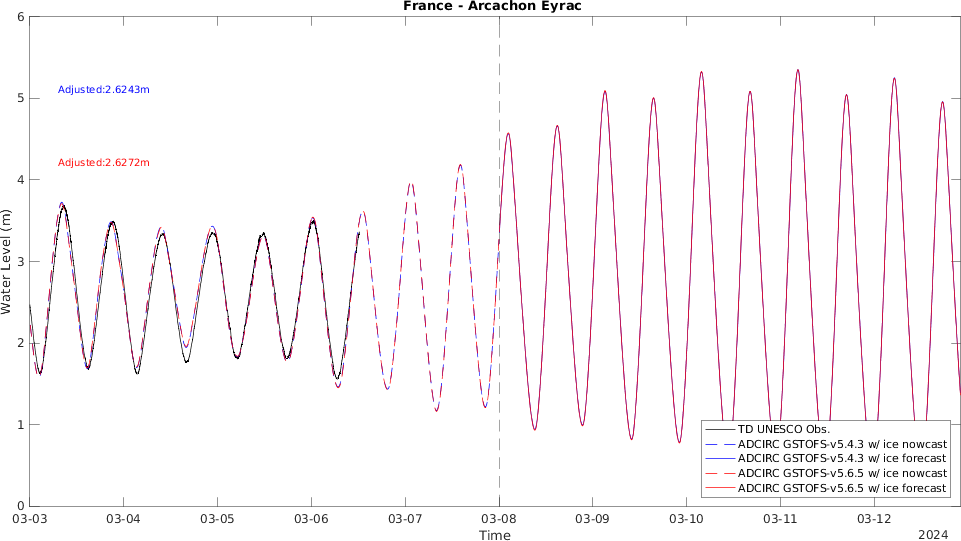 France - Arcachon Eyrac
6
5
4
3
2
1
0
Water Level (m)
Adjusted:2.6243m
Adjusted:2.6272m
TD UNESCO Obs.
ADCIRC GSTOFS-v5.4.3 w/ ice nowcast
ADCIRC GSTOFS-v5.4.3 w/ ice forecast
ADCIRC GSTOFS-v5.6.5 w/ ice nowcast
ADCIRC GSTOFS-v5.6.5 w/ ice forecast
03-03 03-04 03-05 03-06 03-07 03-08 03-09 03-10 03-11 03-12
Time
2024